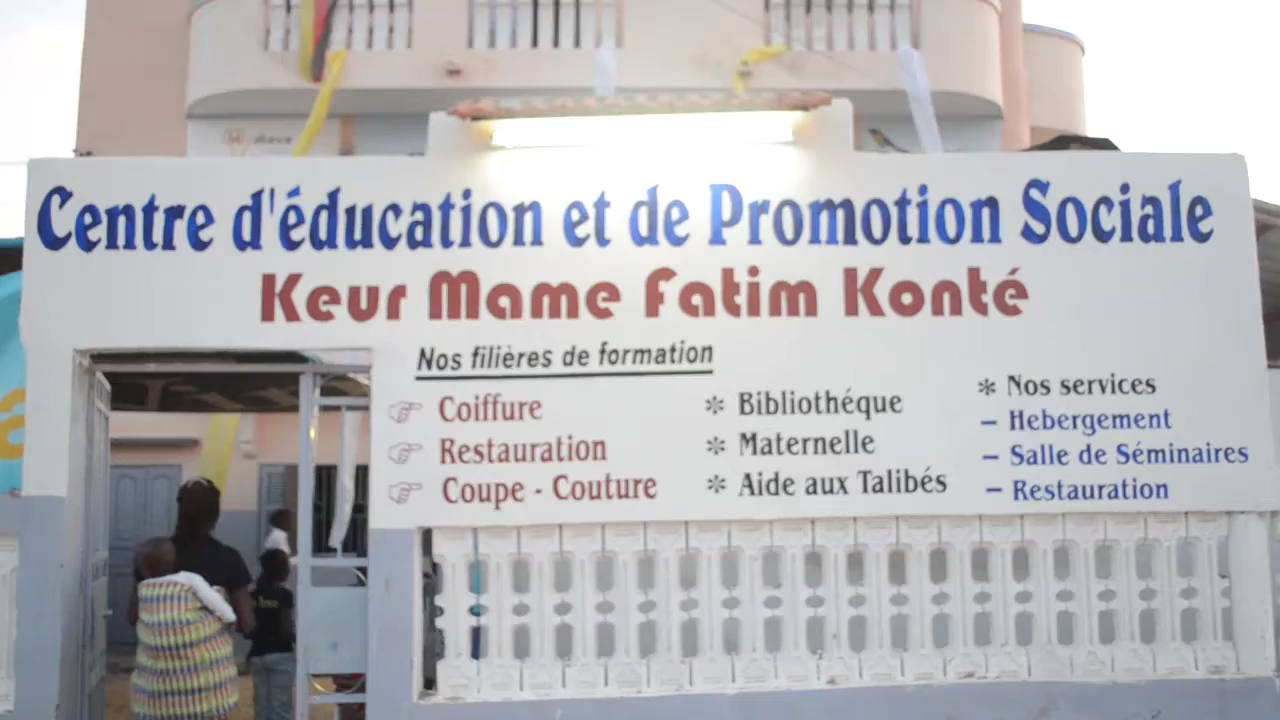 Centre d'éducation et de Promotion Sociale
Keur Mame Fatim Konté
Nos filières de formation
Coiffure
Restauration
Coupe - Couture
* Bibliothéque
* Maternelle
* Aide aux Talibés
* Nos services
- Hebergement
- Salle de Séminaires
- Restauration